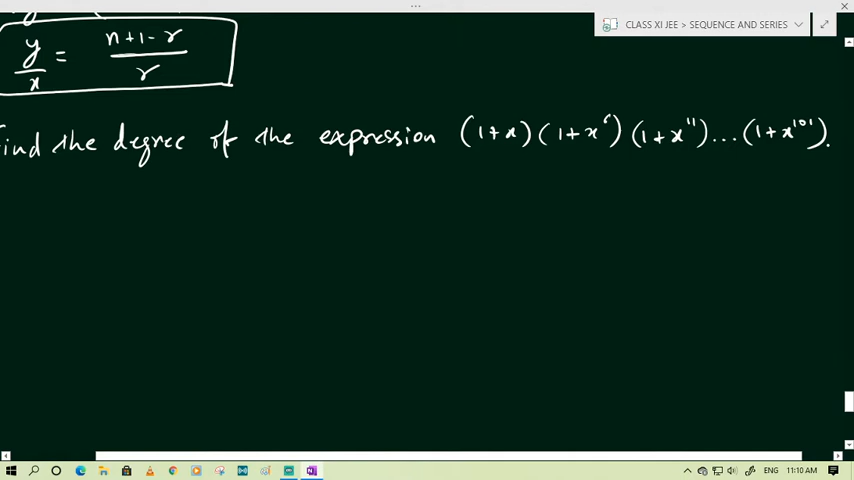 CLASS XI JEE > SEQUENCE AND SERIES
y/x = (n+1-r)/r
Find the degree of the expression (1+x)(1+x⁶)(1+x¹¹)...(1+x¹⁰¹).
ENG 11:10 AM